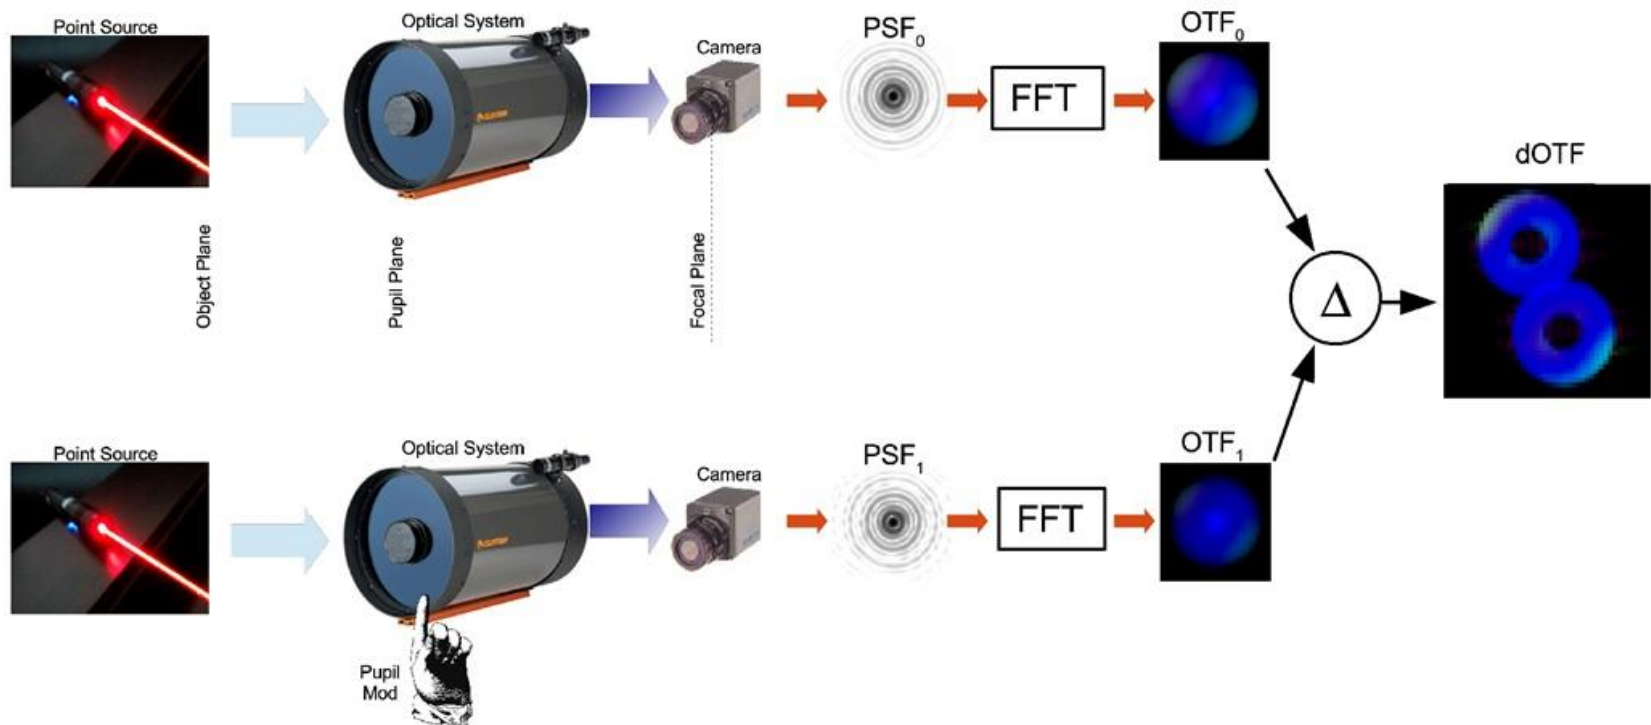 Point Source
Optical System
Camera
PSF0
FFT
OTF0
dOTF
Object Plane
Pupil Plane
Focal Plane
Δ
Point Source
Optical System
Camera
PSF1
FFT
OTF1
Pupil
Mod